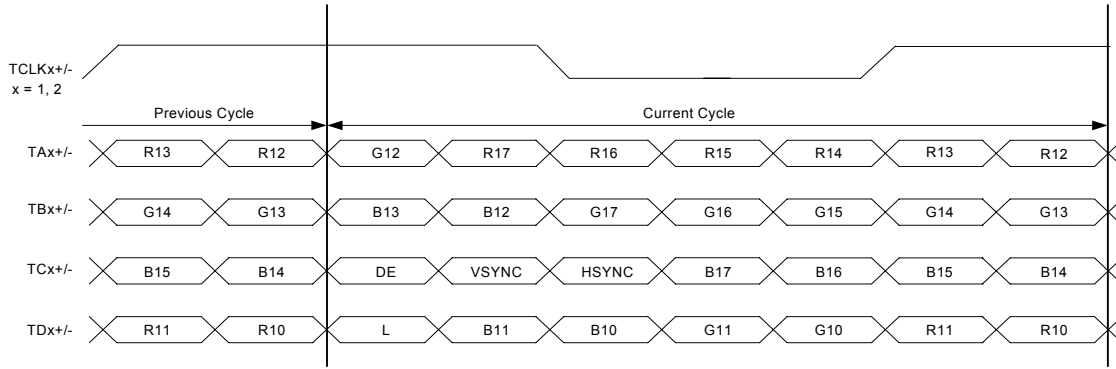 TCLKx+/-
x = 1, 2
Previous Cycle Current Cycle
TAx+/- R13 R12 G12 R17 R16 R15 R14 R13 R12
TBx+/- G14 G13 B13 B12 G17 G16 G15 G14 G13
TCx+/- B15 B14 DE VSYNC HSYNC B17 B16 B15 B14
TDx+/- R11 R10 L B11 B10 G11 G10 R11 R10